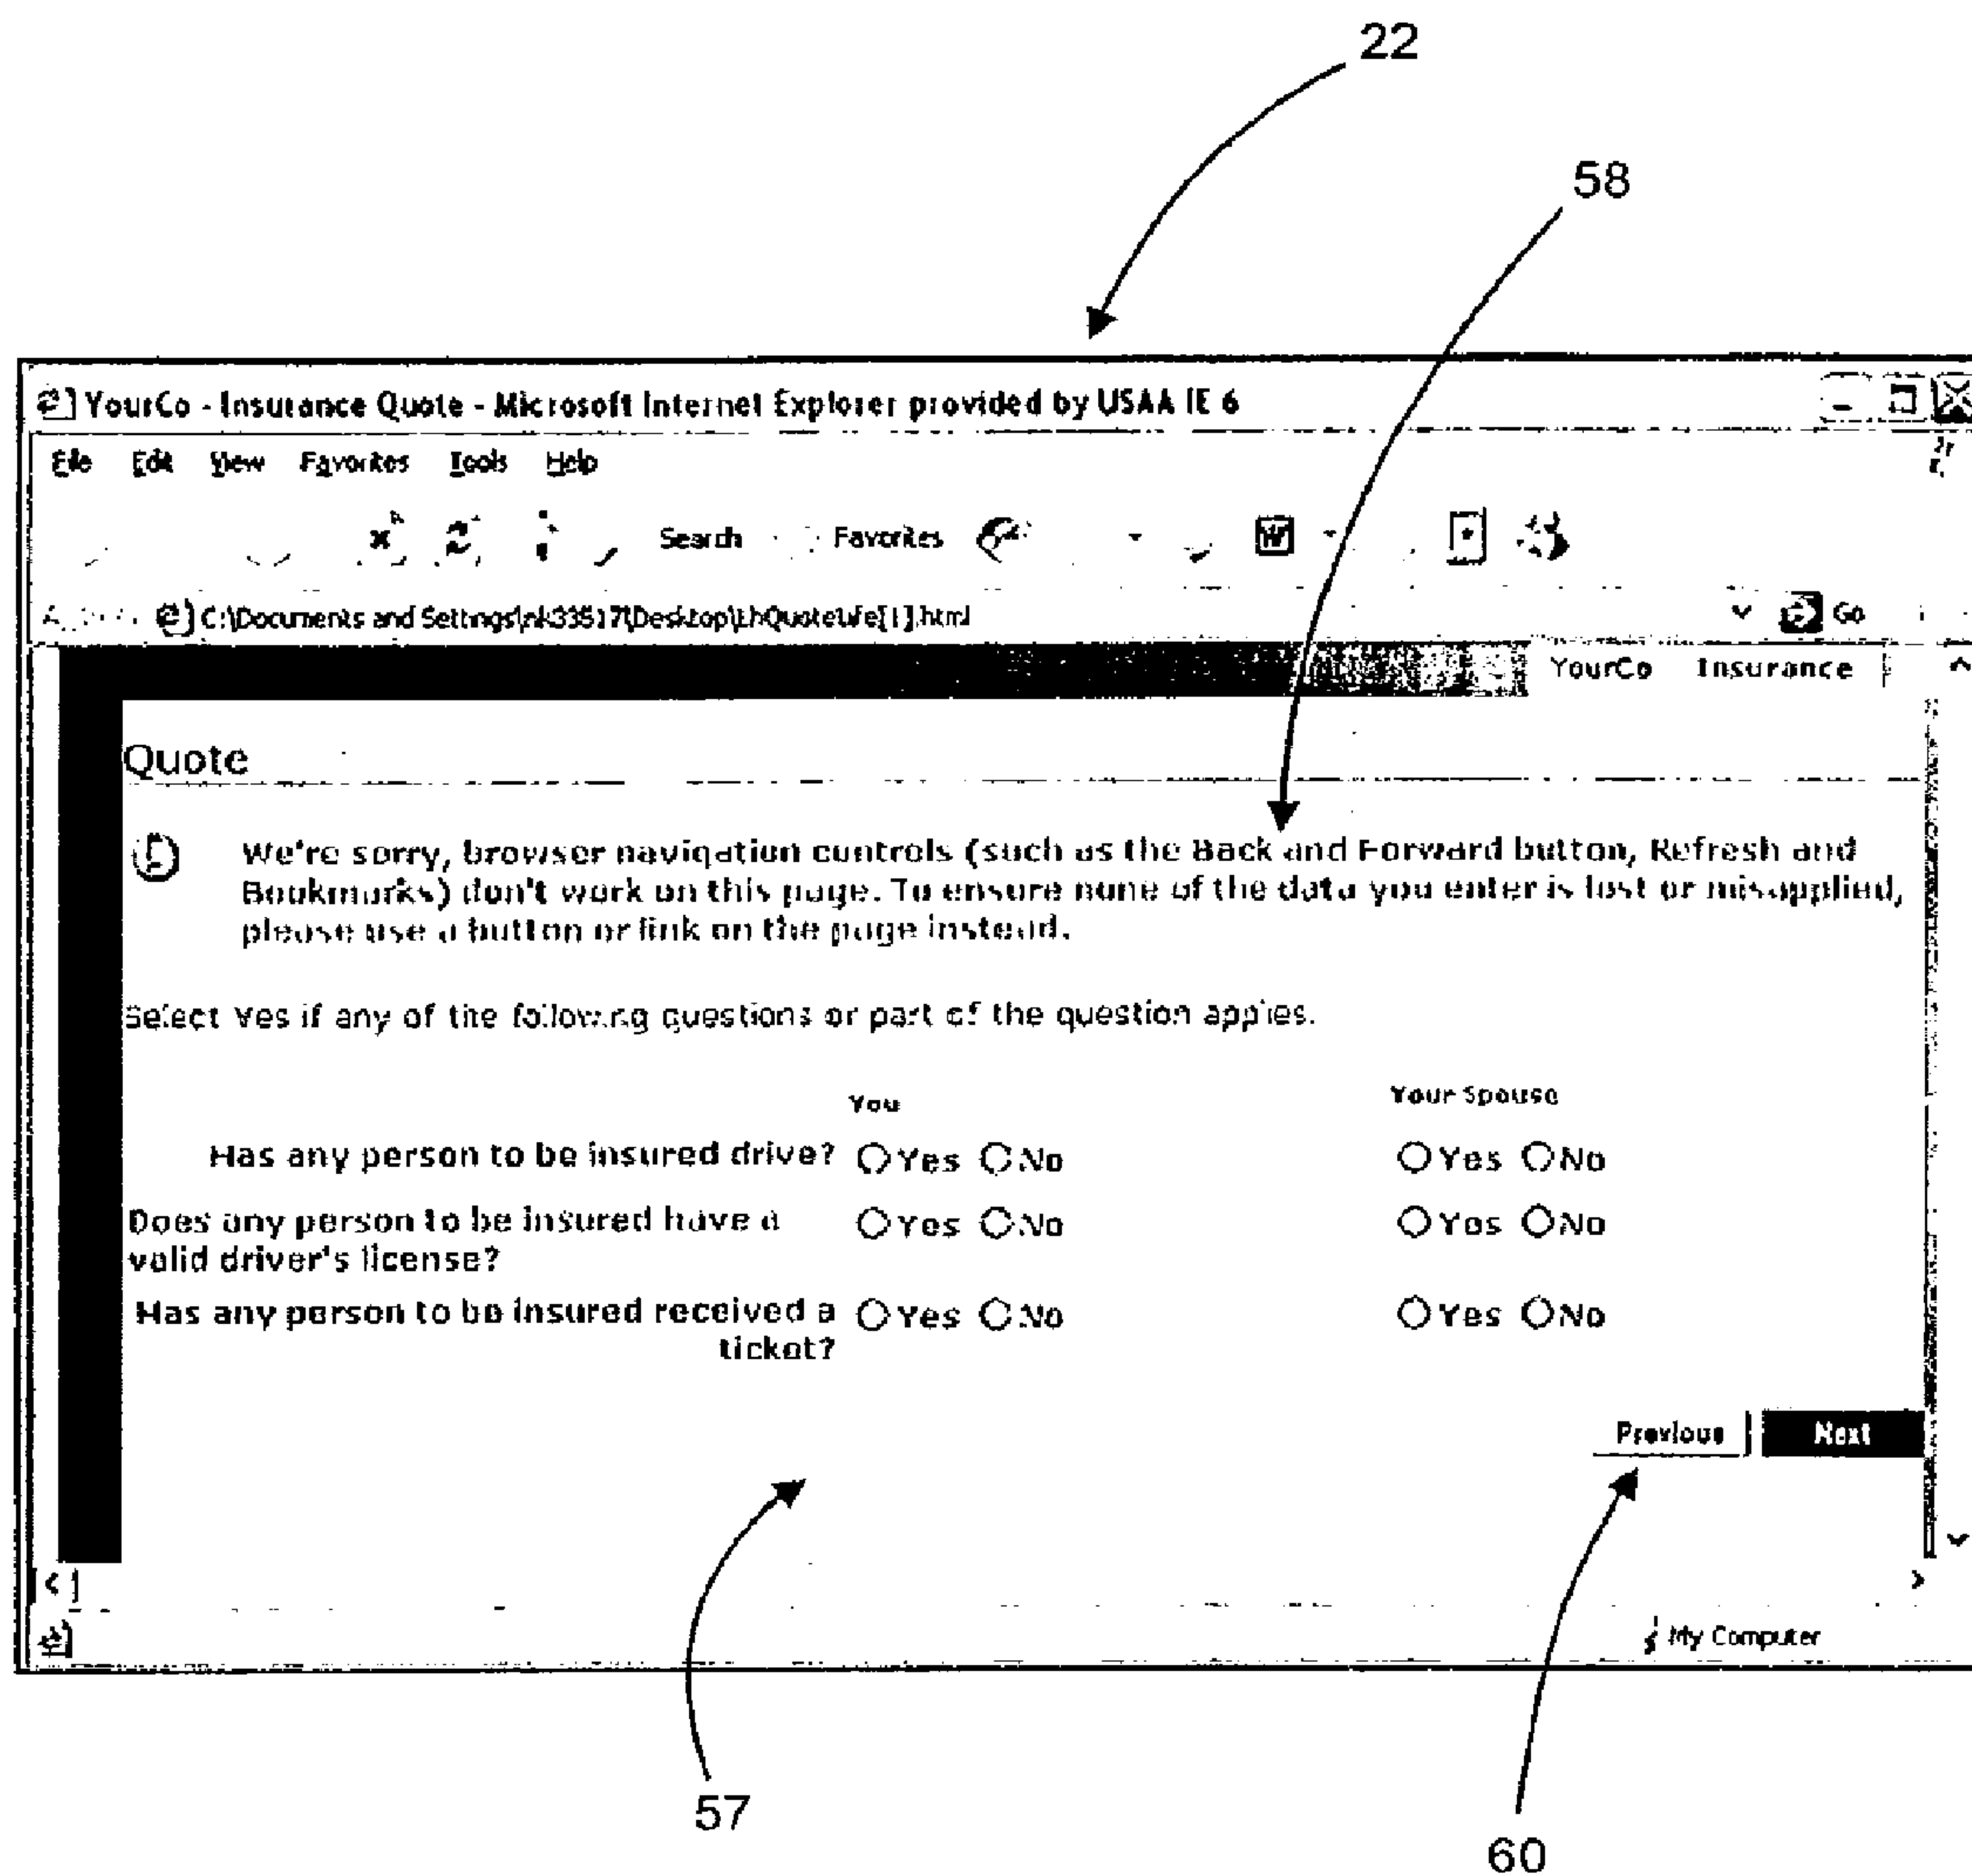 22
58
YourCo - Insurance Quote - Microsoft Internet Explorer provided by USAA IE 6
File Edit View Favorites Tools Help
Search Favorites
C:\Documents and Settings\ Go
YourCo Insurance
Quote
We're sorry, browser navigation controls (such as the Back and Forward button, Refresh and
Bookmarks) don't work on this page. To ensure none of the data you enter is lost or misapplied,
please use a button or link on the page instead.
Select Yes if any of the following questions or part of the question applies.
You Your Spouse
Has any person to be insured drive? Yes No Yes No
Does any person to be insured have a Yes No Yes No
valid driver's license?
Has any person to be insured received a Yes No Yes No
ticket?
Previous Next
My Computer
57
60